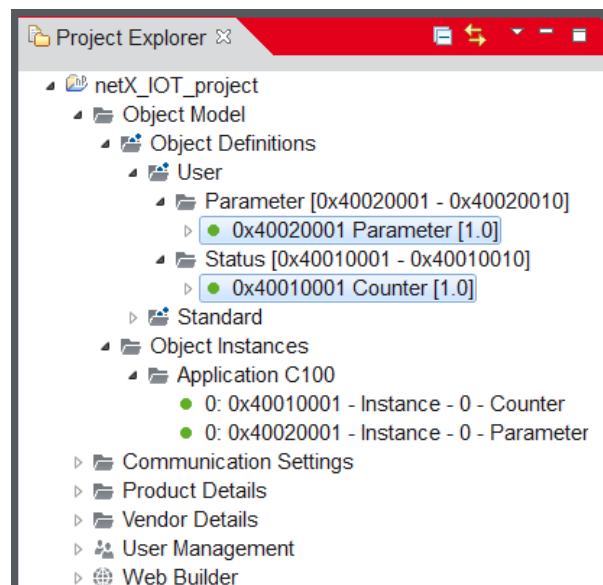 Project Explorer
netX_IOT_project
Object Model
Object Definitions
User
Parameter [0x40020001 - 0x40020010]
0x40020001 Parameter [1.0]
Status [0x40010001 - 0x40010010]
0x40010001 Counter [1.0]
Standard
Object Instances
Application C100
0: 0x40010001 - Instance - 0 - Counter
0: 0x40020001 - Instance - 0 - Parameter
Communication Settings
Product Details
Vendor Details
User Management
Web Builder